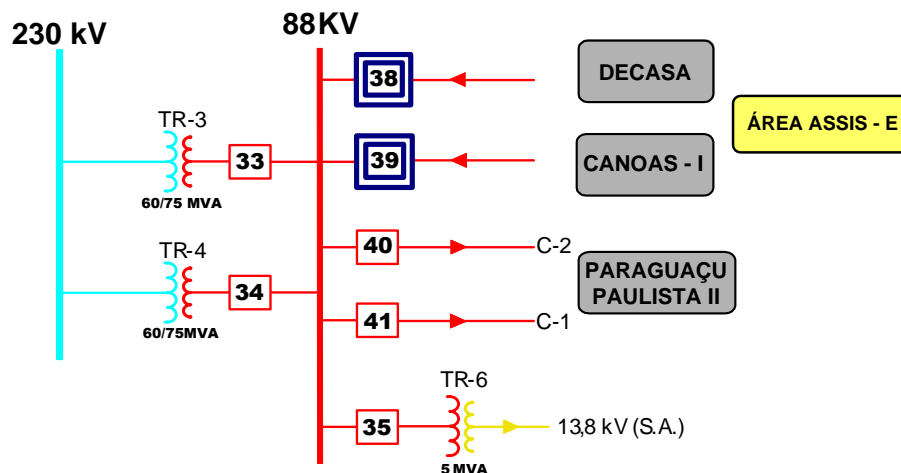 230 kV
88KV
38
DECASA
ÁREA ASSIS - E
TR-3
33
39
CANOAS - I
60/75 MVA
40
C-2
TR-4
PARAGUAÇU
PAULISTA II
34
41
C-1
60/75MVA
TR-6
35
13,8 kV (S.A.)
5 MVA